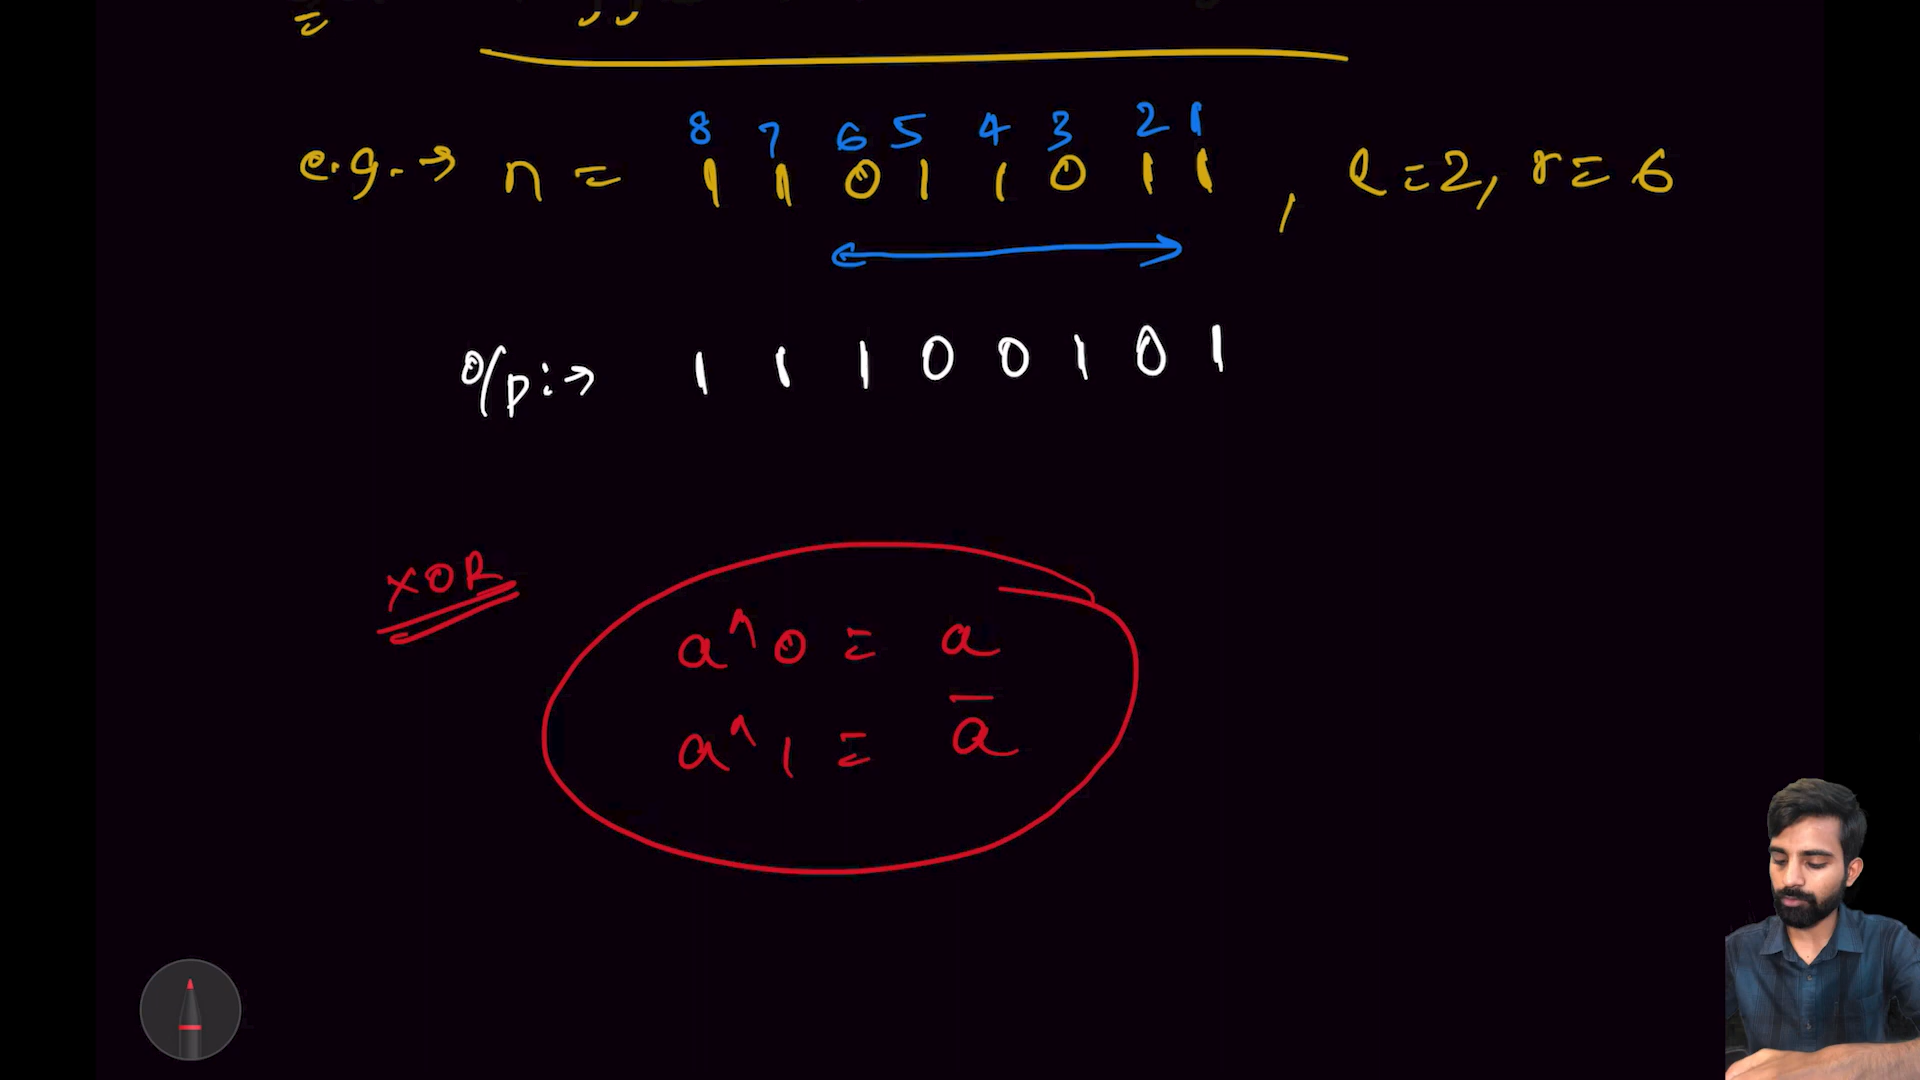 8 7 6 5 4 3 2 1
e.g. → n = 1 1 0 1 1 0 1 1 , l = 2, r = 6
o/p: → 1 1 1 0 0 1 0 1
XOR
a ^ 0 = a
a ^ 1 = a̅